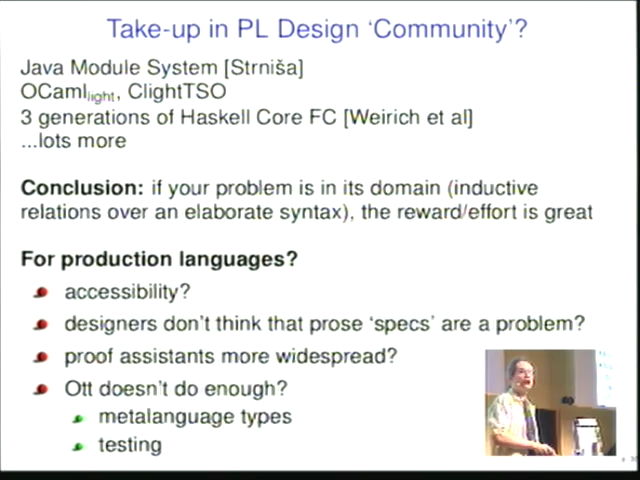 Take-up in PL Design ‘Community’?
Java Module System [Strniša]
OCamllight, ClightTSO
3 generations of Haskell Core FC [Weirich et al]
...lots more
Conclusion: if your problem is in its domain (inductive
relations over an elaborate syntax), the reward/effort is great
For production languages?
accessibility?
designers don’t think that prose ‘specs’ are a problem?
proof assistants more widespread?
Ott doesn’t do enough?
metalanguage types
testing